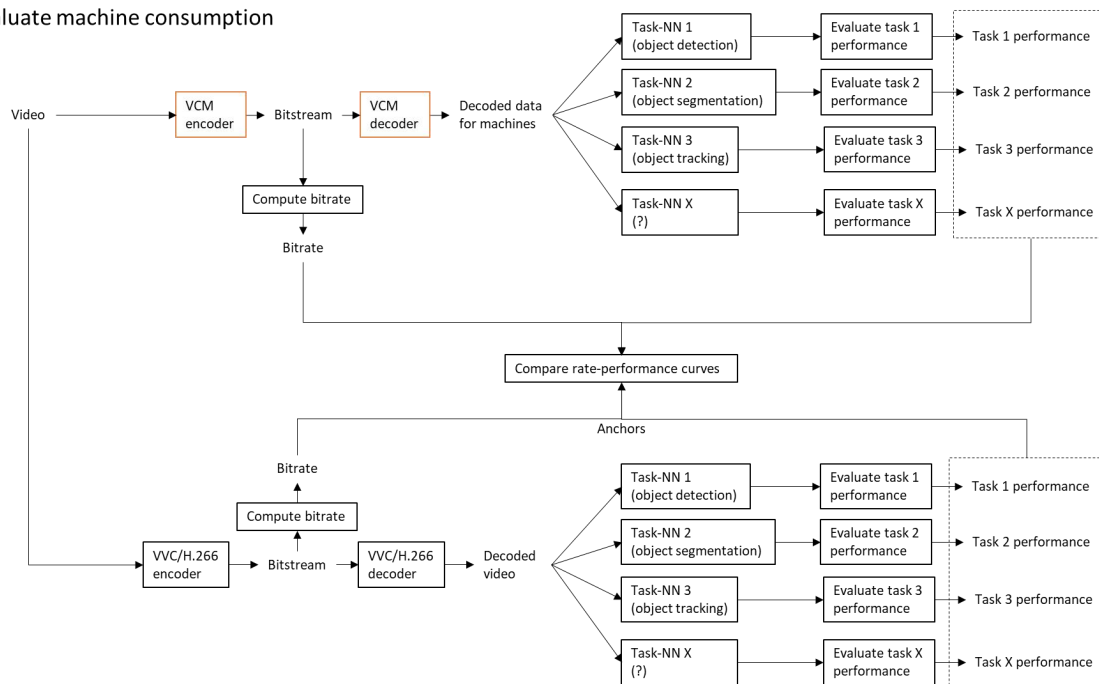 luate machine consumption
Task-NN 1
(object detection)
Evaluate task 1
performance
Task 1 performance
Task-NN 2
(object segmentation)
Evaluate task 2
performance
Task 2 performance
Video
VCM
encoder
Bitstream
VCM
decoder
Decoded data
for machines
Task-NN 3
(object tracking)
Evaluate task 3
performance
Task 3 performance
Compute bitrate
Task-NN X
(?)
Evaluate task X
performance
Task X performance
Bitrate
Compare rate-performance curves
Anchors
Bitrate
Task-NN 1
(object detection)
Evaluate task 1
performance
Task 1 performance
Compute bitrate
Task-NN 2
(object segmentation)
Evaluate task 2
performance
Task 2 performance
VVC/H.266
encoder
Bitstream
VVC/H.266
decoder
Decoded
video
Task-NN 3
(object tracking)
Evaluate task 3
performance
Task 3 performance
Task-NN X
(?)
Evaluate task X
performance
Task X performance